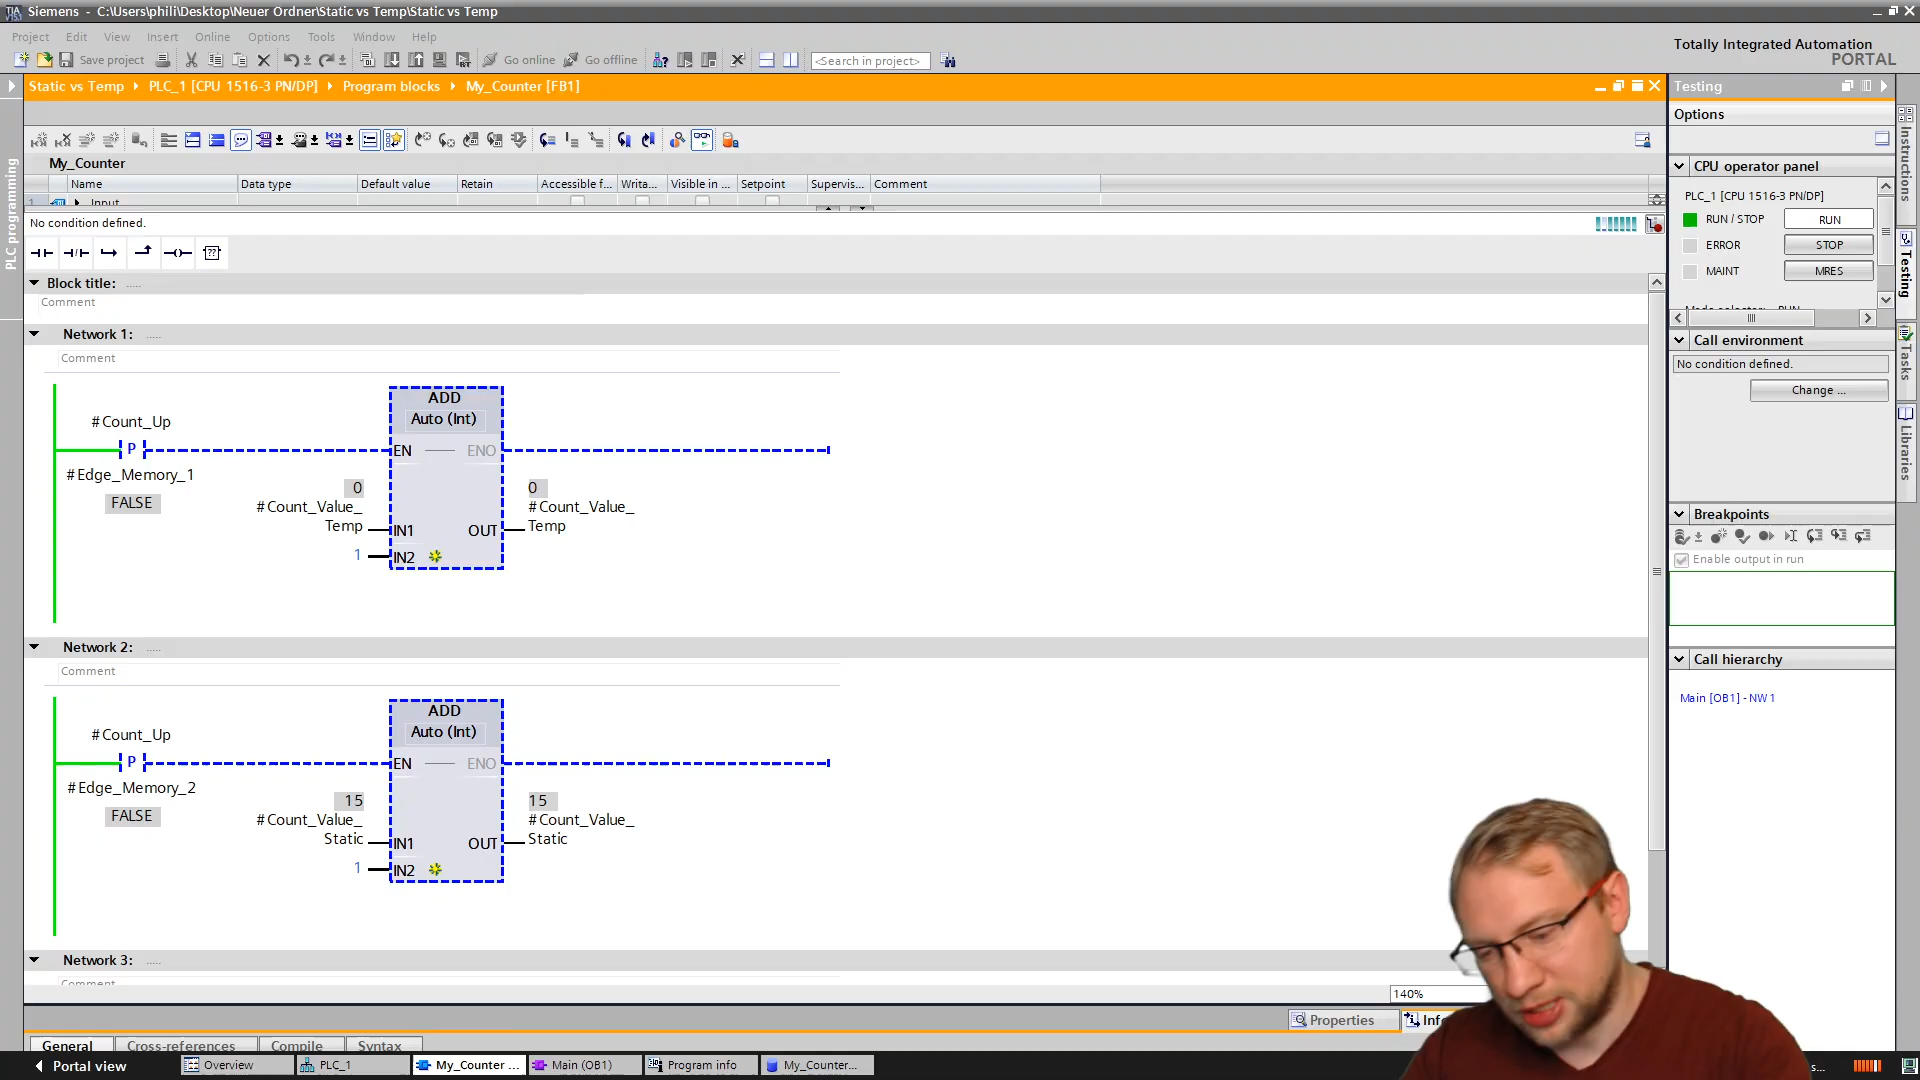 Siemens - C:\Users\phili\Desktop\Neuer Ordner\Static vs Temp\Static vs Temp
Project Edit View Insert Online Options Tools Window Help
Totally Integrated Automation
PORTAL
Save project Go online Go offline <Search in project>
Static vs Temp PLC_1 [CPU 1516-3 PN/DP] Program blocks My_Counter [FB1]
Testing
Options
My_Counter
Name Data type Default value Retain Accessible f... Writa... Visible in ... Setpoint Supervis... Comment
1 Input
No condition defined.
Block title: .....
Comment
Network 1: .....
Comment
#Count_Up
P
#Edge_Memory_1
FALSE
ADD
Auto (Int)
EN ENO
0
#Count_Value_
Temp
IN1 OUT
0
#Count_Value_
Temp
1 IN2
Network 2: .....
Comment
#Count_Up
P
#Edge_Memory_2
FALSE
ADD
Auto (Int)
EN ENO
15
#Count_Value_
Static
IN1 OUT
15
#Count_Value_
Static
1 IN2
Network 3: .....
Comment
140%
Properties Inf
General Cross-references Compile Syntax
Portal view Overview PLC_1 My_Counter ... Main (OB1) Program info My_Counter... s...
PLC programming
CPU operator panel
PLC_1 [CPU 1516-3 PN/DP]
RUN / STOP RUN
ERROR STOP
MAINT MRES
Call environment
No condition defined.
Change ...
Breakpoints
Enable output in run
Call hierarchy
Main [OB1] - NW 1
Instructions
Testing
Tasks
Libraries